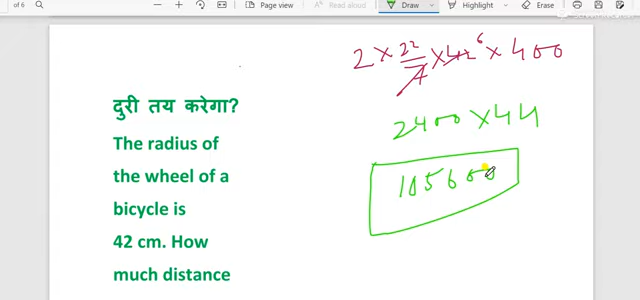 of 6
Page view
Read aloud
Draw
Highlight
Erase
2 × 22/7 × 42 6 × 400
दुरी तय करेगा?
2400 × 44
The radius of
the wheel of a
bicycle is
42 cm. How
much distance
105600